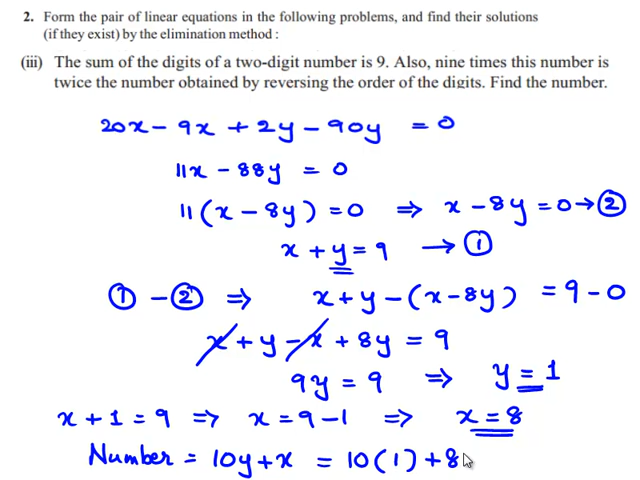 2. Form the pair of linear equations in the following problems, and find their solutions
(if they exist) by the elimination method :
(iii) The sum of the digits of a two-digit number is 9. Also, nine times this number is
twice the number obtained by reversing the order of the digits. Find the number.
20x - 9x + 2y - 90y = 0
11x - 88y = 0
11(x - 8y) = 0 ⇒ x - 8y = 0 → ②
x + y = 9 → ①
① - ② ⇒ x + y - (x - 8y) = 9 - 0
x + y - x + 8y = 9
9y = 9 ⇒ y = 1
x + 1 = 9 ⇒ x = 9 - 1 ⇒ x = 8
Number = 10y + x = 10(1) + 8